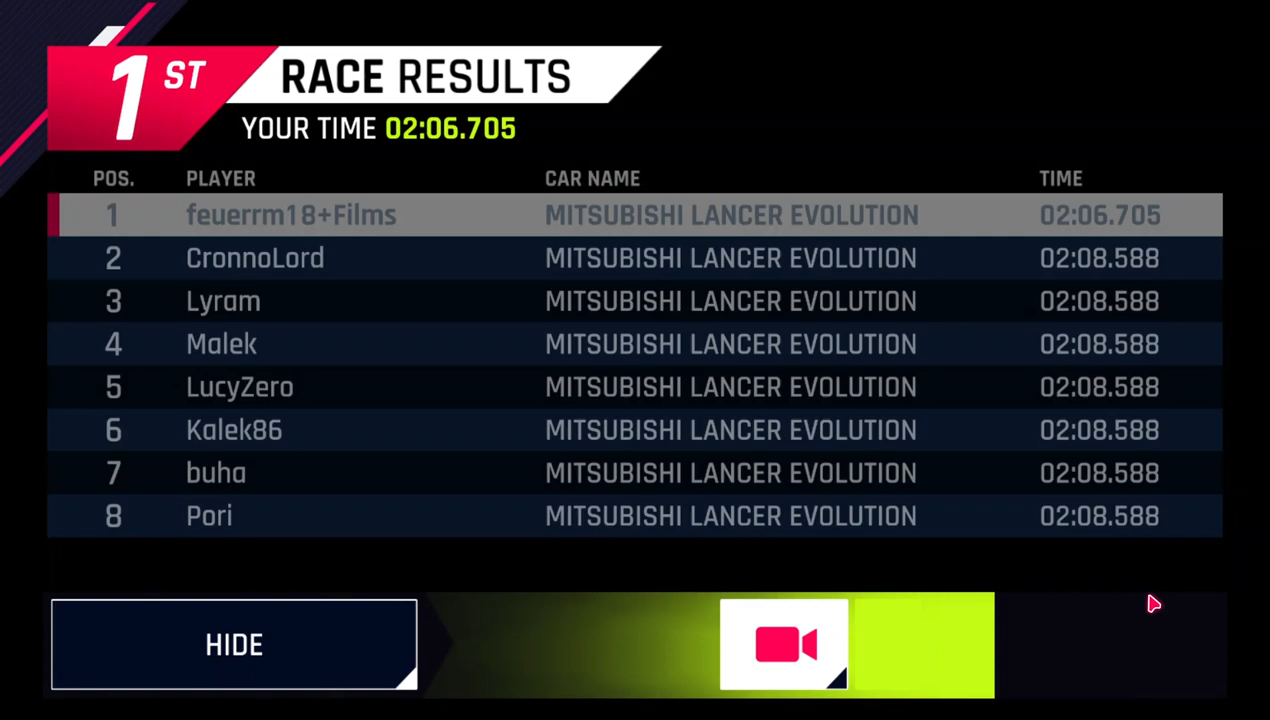 1ST RACE RESULTS
YOUR TIME 02:06.705
POS. PLAYER CAR NAME TIME
1 feuerrm18+Films MITSUBISHI LANCER EVOLUTION 02:06.705
2 CronnoLord MITSUBISHI LANCER EVOLUTION 02:08.588
3 Lyram MITSUBISHI LANCER EVOLUTION 02:08.588
4 Malek MITSUBISHI LANCER EVOLUTION 02:08.588
5 LucyZero MITSUBISHI LANCER EVOLUTION 02:08.588
6 Kalek86 MITSUBISHI LANCER EVOLUTION 02:08.588
7 buha MITSUBISHI LANCER EVOLUTION 02:08.588
8 Pori MITSUBISHI LANCER EVOLUTION 02:08.588
HIDE